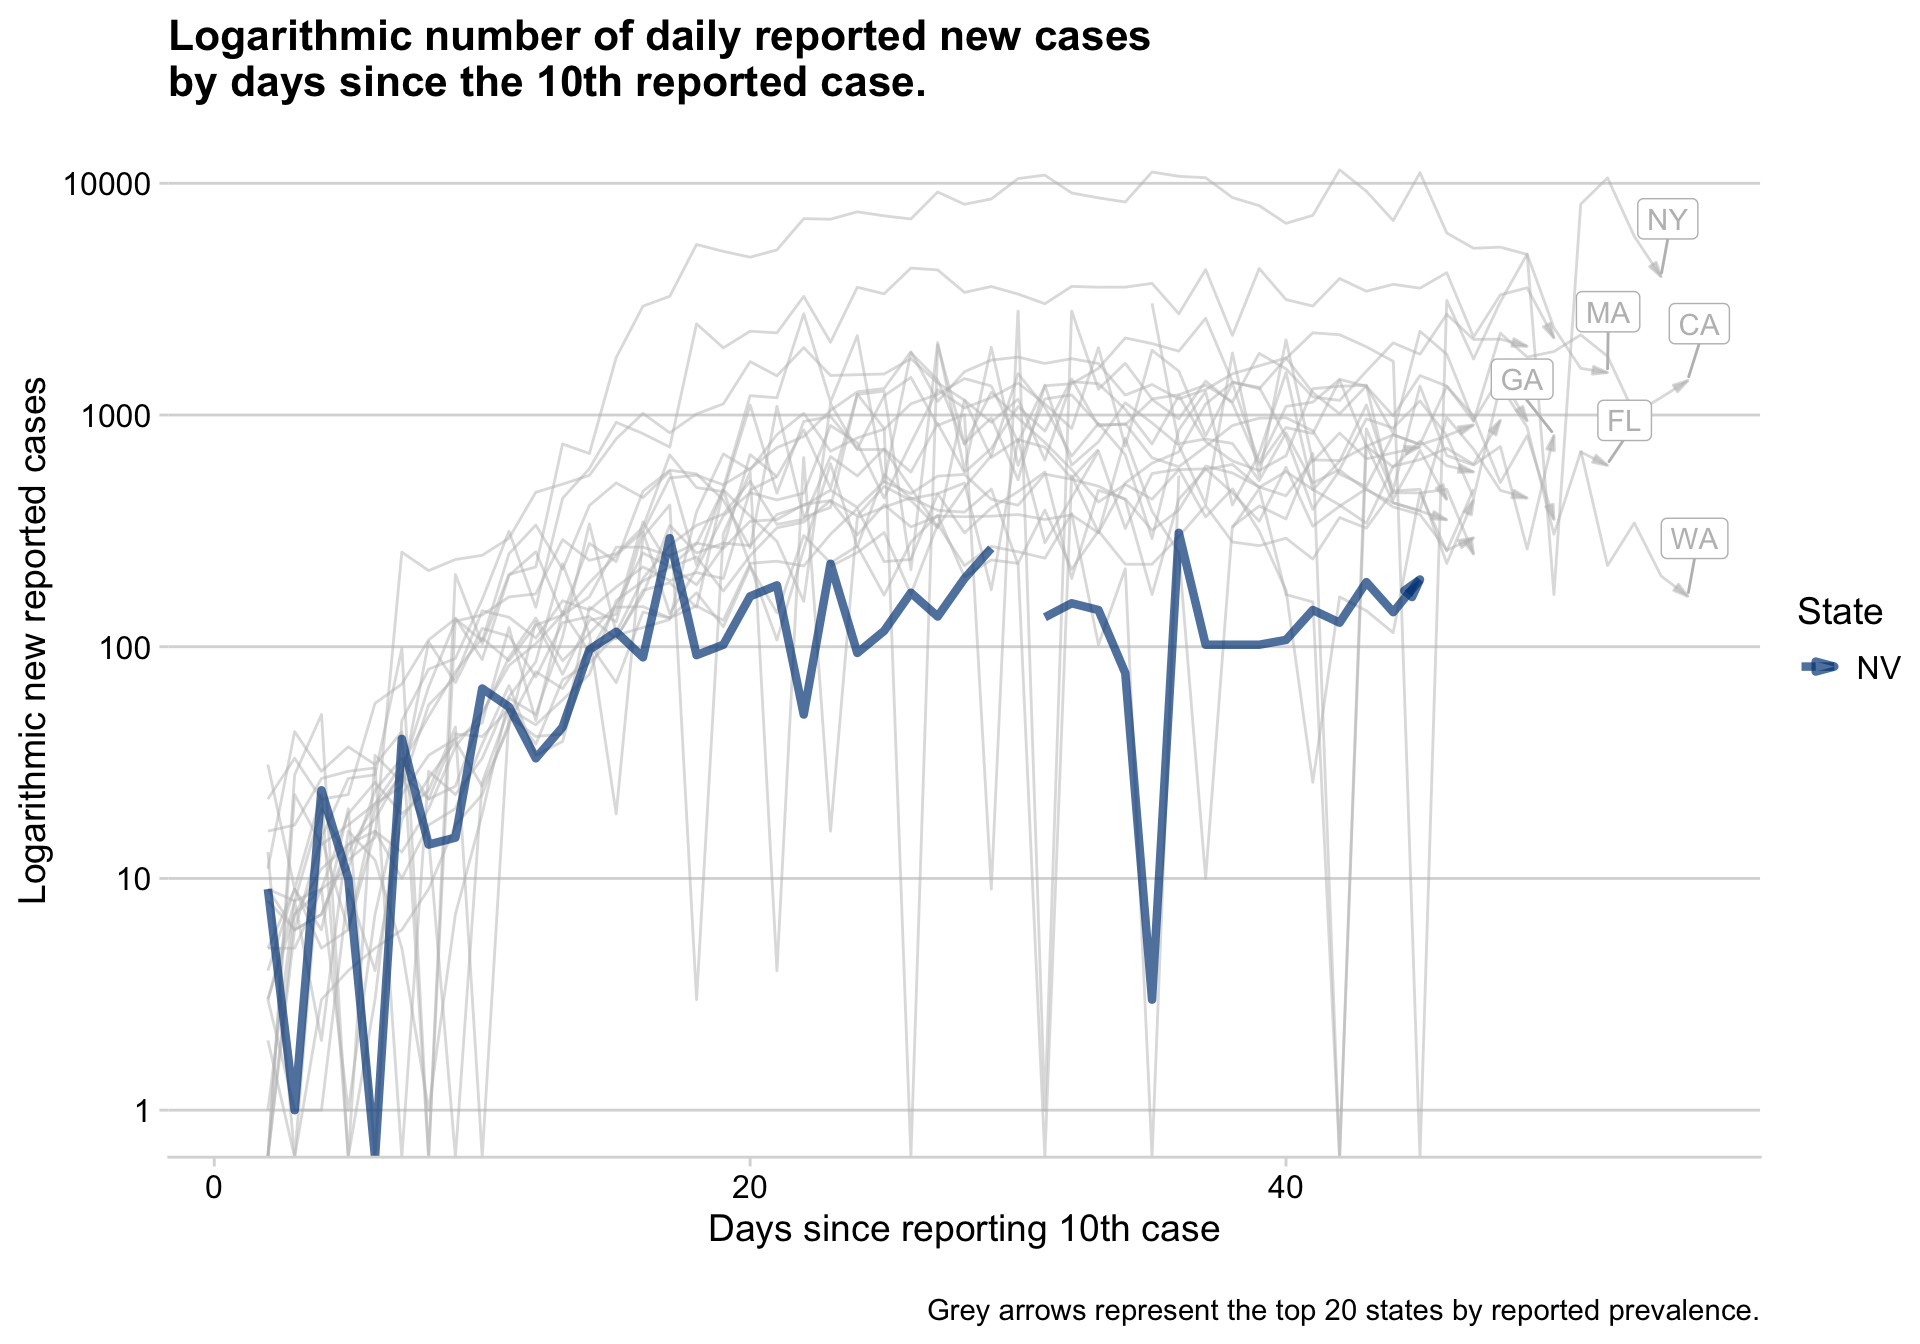 Logarithmic number of daily reported new cases
by days since the 10th reported case.
Logarithmic new reported cases
10000
1000
100
10
1
NY
MA
CA
GA
FL
WA
State
NV
0
20
40
Days since reporting 10th case
Grey arrows represent the top 20 states by reported prevalence.